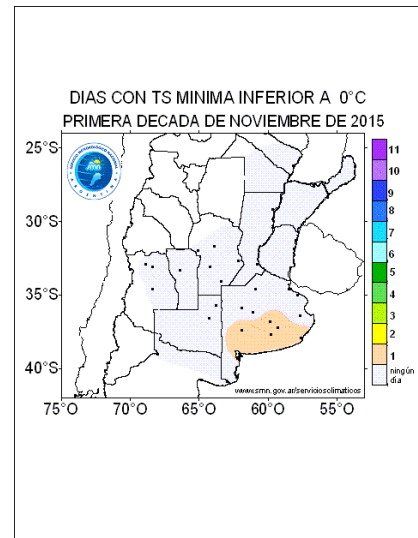 DIAS CON TS MINIMA INFERIOR A 0°C
PRIMERA DECADA DE NOVIEMBRE DE 2015
25°S
30°S
35°S
40°S
75°O 70°O 65°O 60°O 55°O
11
10
9
8
7
6
5
4
3
2
1
ningún
día
www.smn.gov.ar/serviciosclimaticos
smn
ARGENTINA